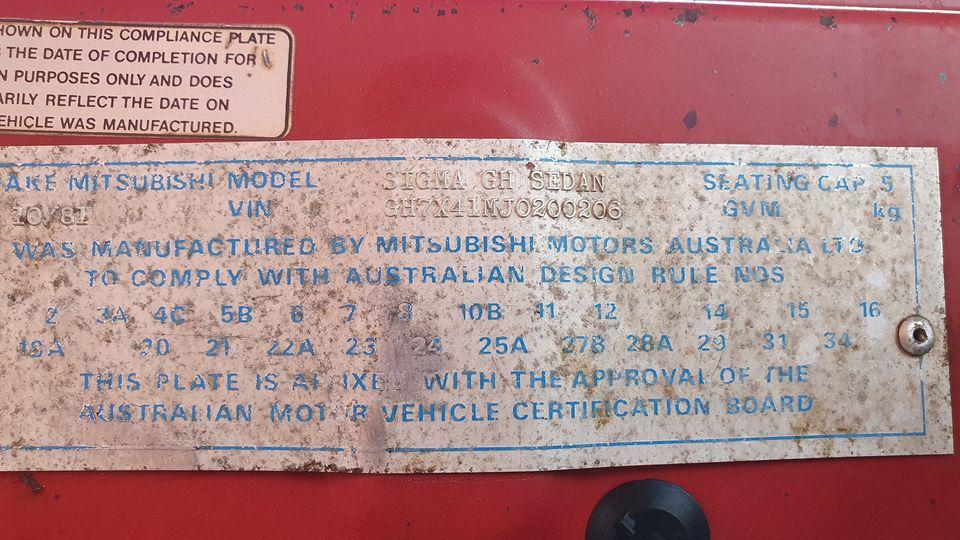 HOWN ON THIS COMPLIANCE PLATE
S THE DATE OF COMPLETION FOR
N PURPOSES ONLY AND DOES
ARILY REFLECT THE DATE ON
EHICLE WAS MANUFACTURED.
AKE MITSUBISHI MODEL SIGMA GH SEDAN SEATING CAP 5
10/81 VIN GH7X41MJ0200206 GVM kg
WAS MANUFACTURED BY MITSUBISHI MOTORS AUSTRALIA LTD
TO COMPLY WITH AUSTRALIAN DESIGN RULE NOS
2 3A 4C 5B 6 7 8 10B 11 12 14 15 16
18A 20 21 22A 23 24 25A 27B 28A 29 31 34
THIS PLATE IS AFFIXED WITH THE APPROVAL OF THE
AUSTRALIAN MOTOR VEHICLE CERTIFICATION BOARD